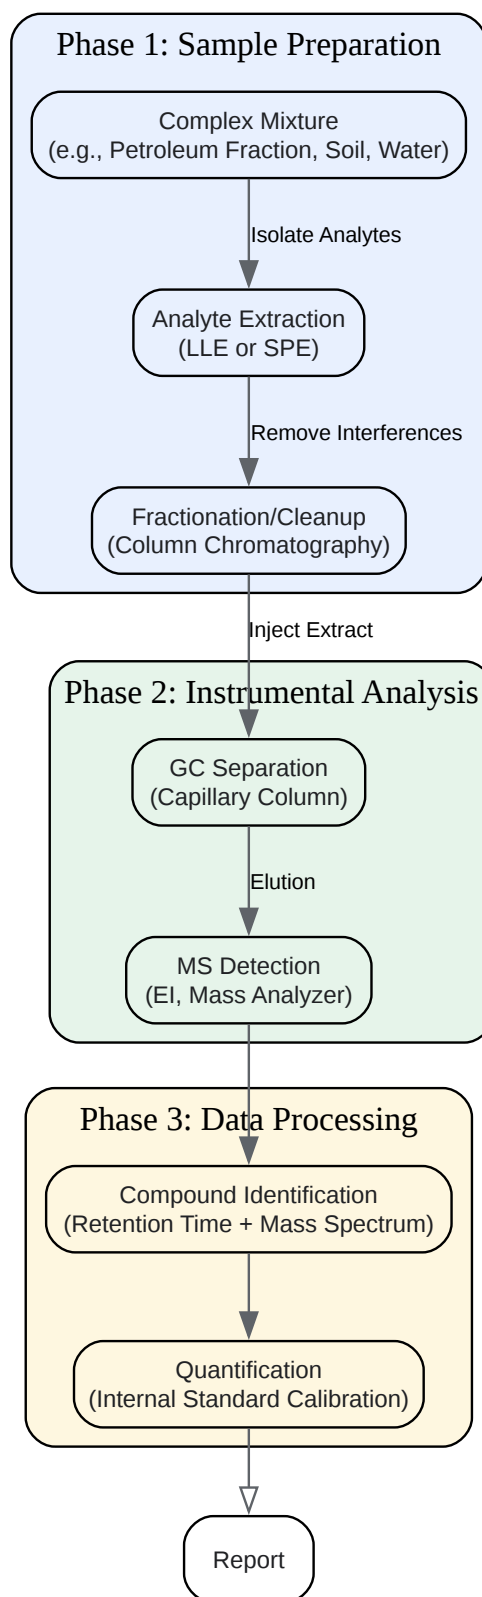 Phase 1: Sample Preparation
Complex Mixture
(e.g., Petroleum Fraction, Soil, Water)
Isolate Analytes
Analyte Extraction
(LLE or SPE)
Remove Interferences
Fractionation/Cleanup
(Column Chromatography)
Inject Extract
Phase 2: Instrumental Analysis
GC Separation
(Capillary Column)
Elution
MS Detection
(EI, Mass Analyzer)
Phase 3: Data Processing
Compound Identification
(Retention Time + Mass Spectrum)
Quantification
(Internal Standard Calibration)
Report